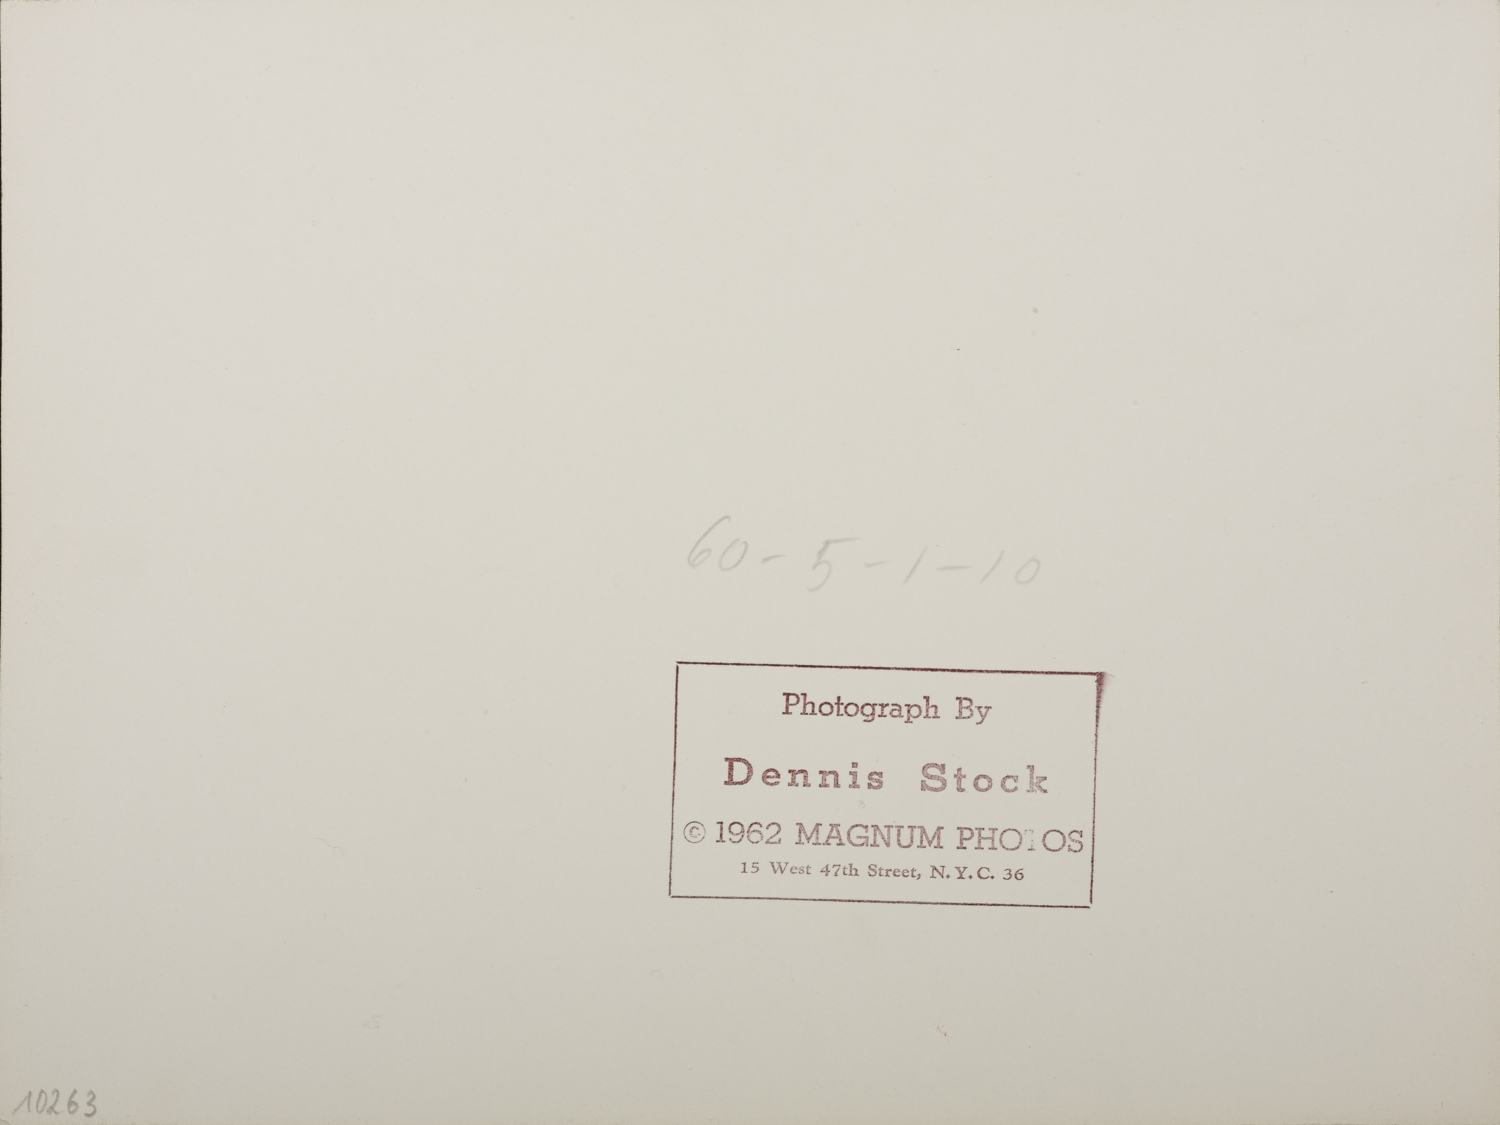 60-5-1-10
Photograph By
Dennis Stock
© 1962 MAGNUM PHOTOS
15 West 47th Street, N.Y.C. 36
10263